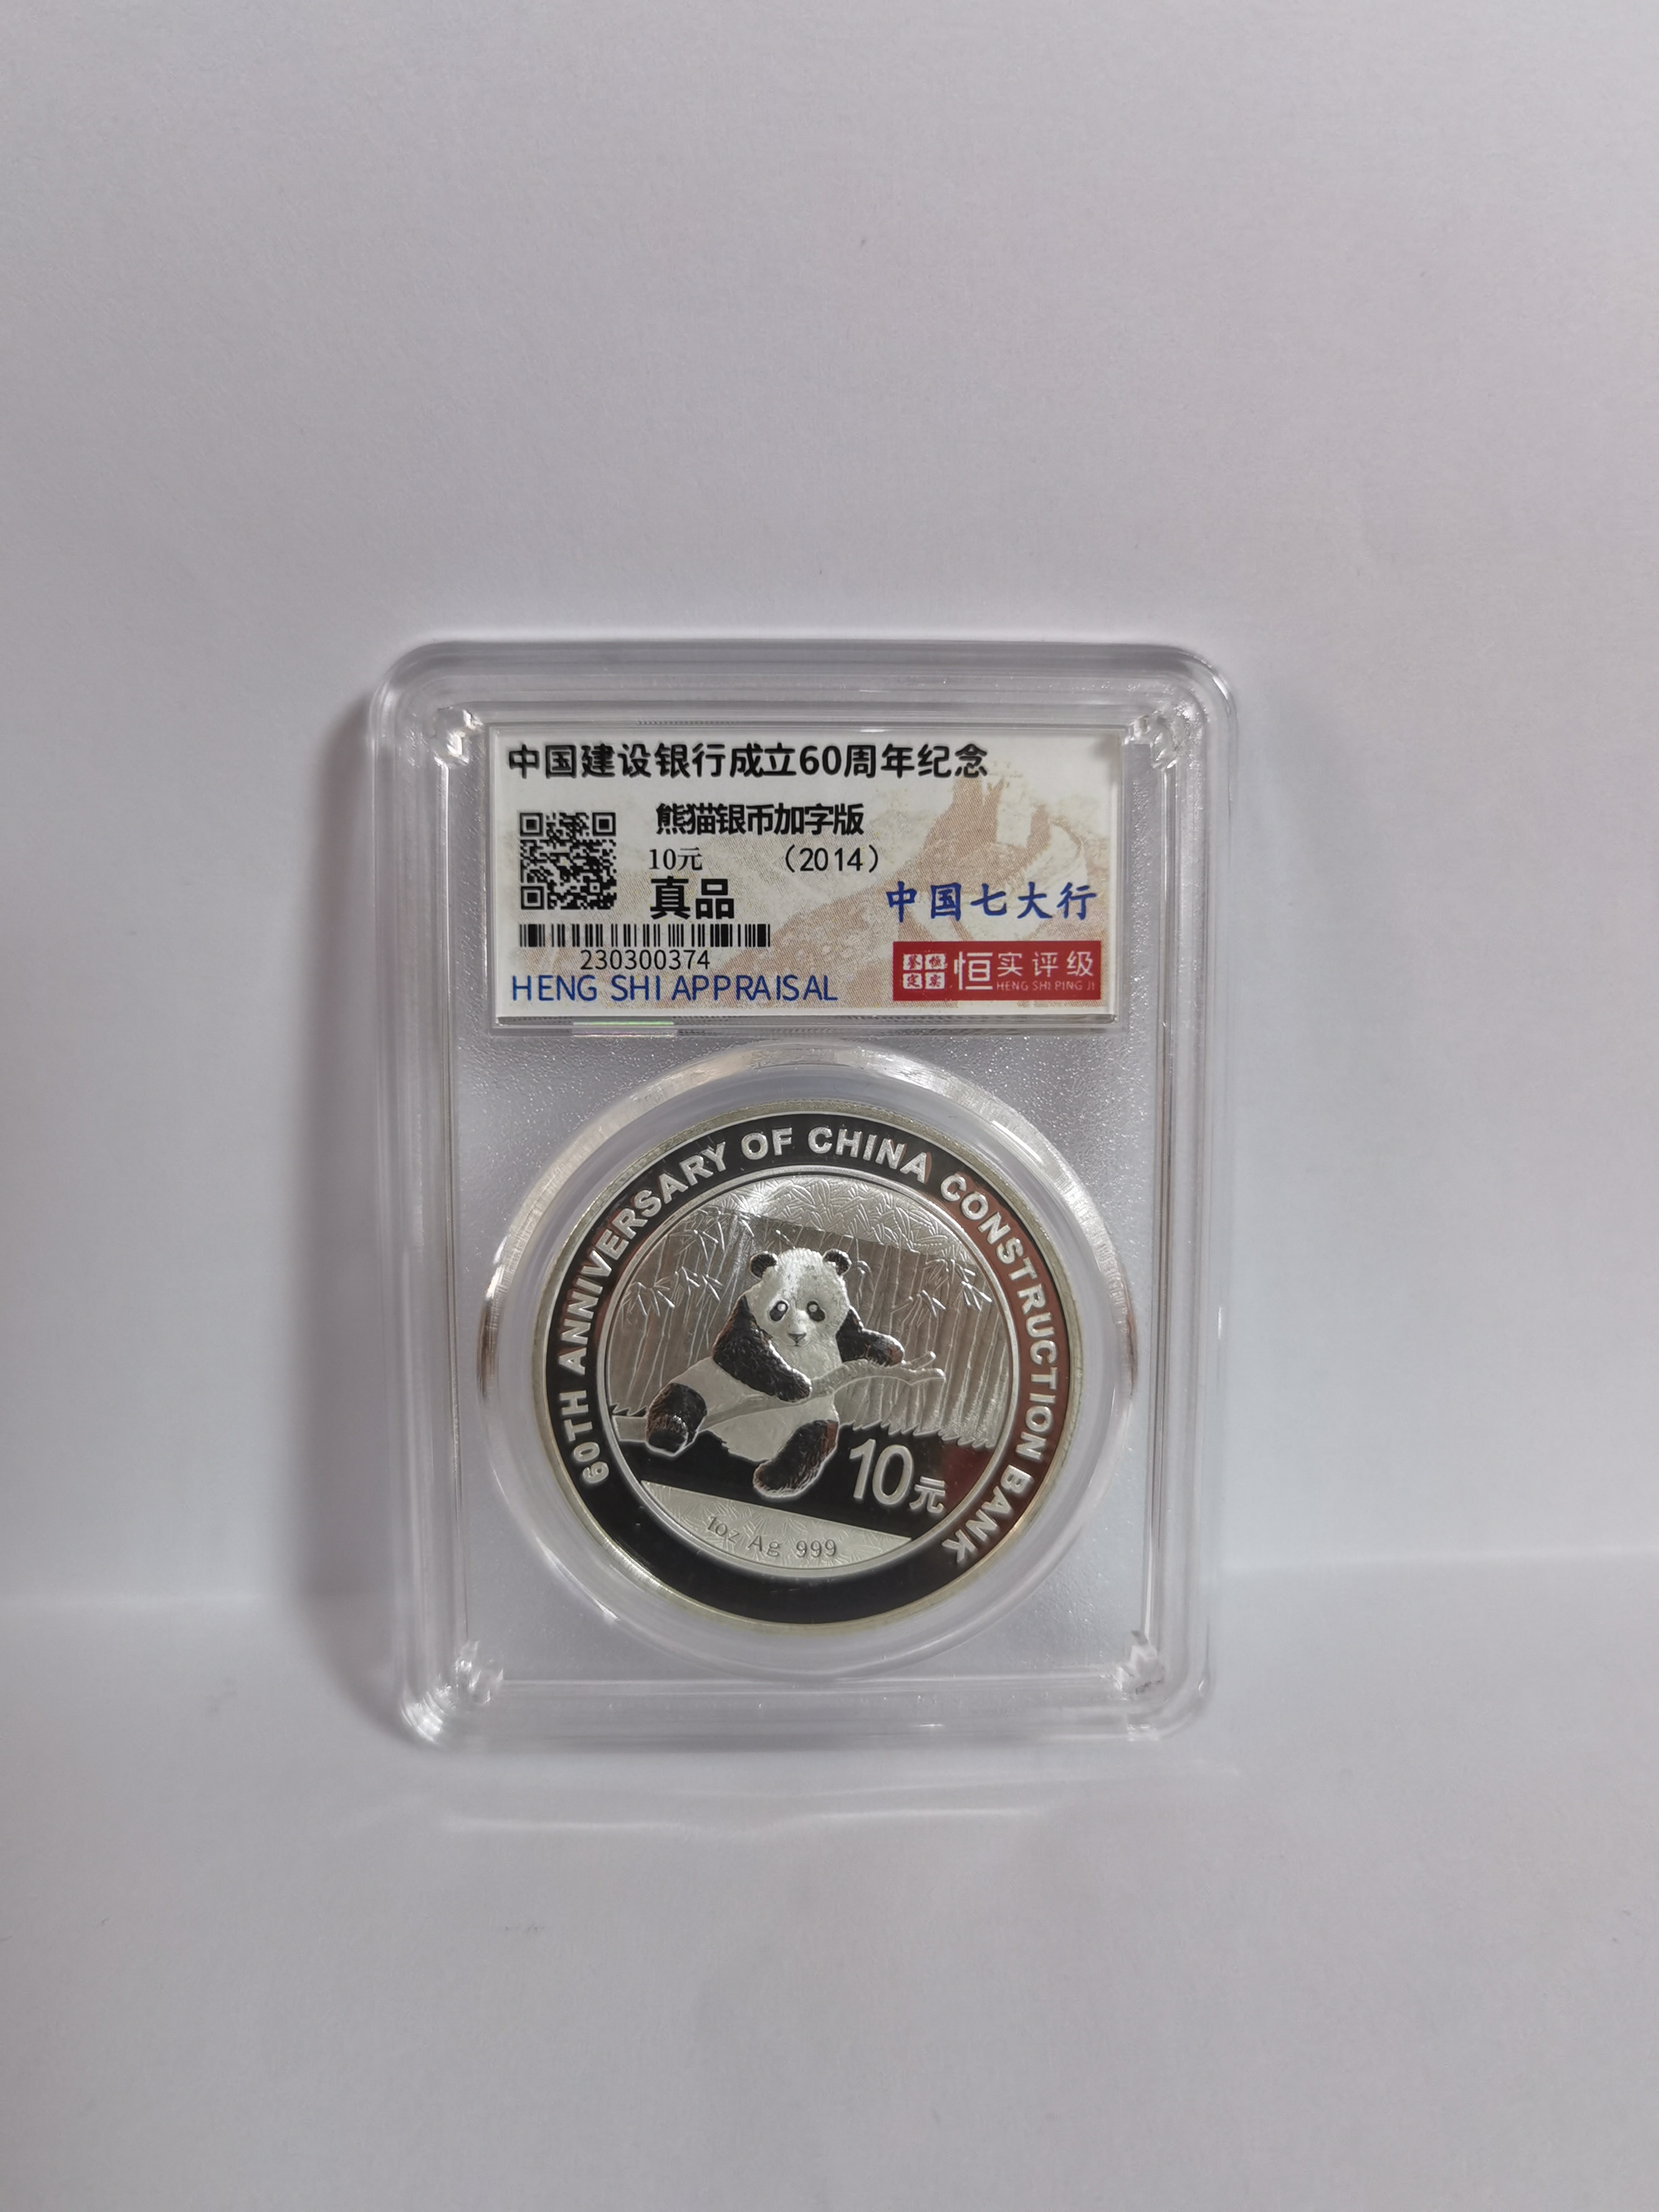 中国建设银行成立60周年纪念
熊猫银币加字版
10元 （2014）
真品
中国七大行
230300374
HENG SHI APPRAISAL
恒实评级
HENG SHI PING JI
60TH ANNIVERSARY OF CHINA CONSTRUCTION BANK
10元
1oz Ag 999